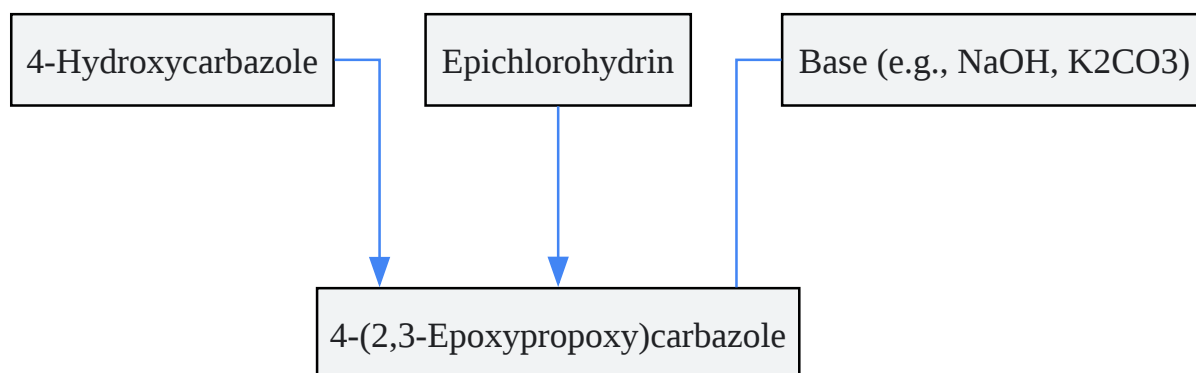 4-Hydroxycarbazole
Epichlorohydrin
Base (e.g., NaOH, K2CO3)
4-(2,3-Epoxypropoxy)carbazole